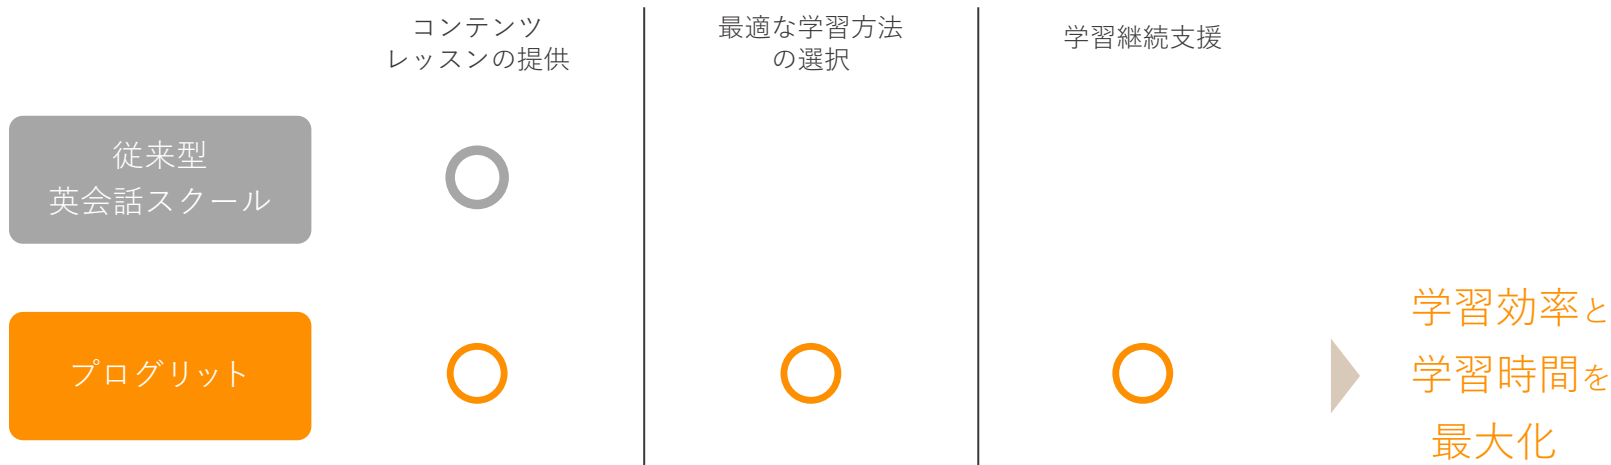 コンテンツ
レッスンの提供
最適な学習方法
の選択
学習継続支援
従来型
英会話スクール
プログリット
学習効率と
学習時間を
最大化